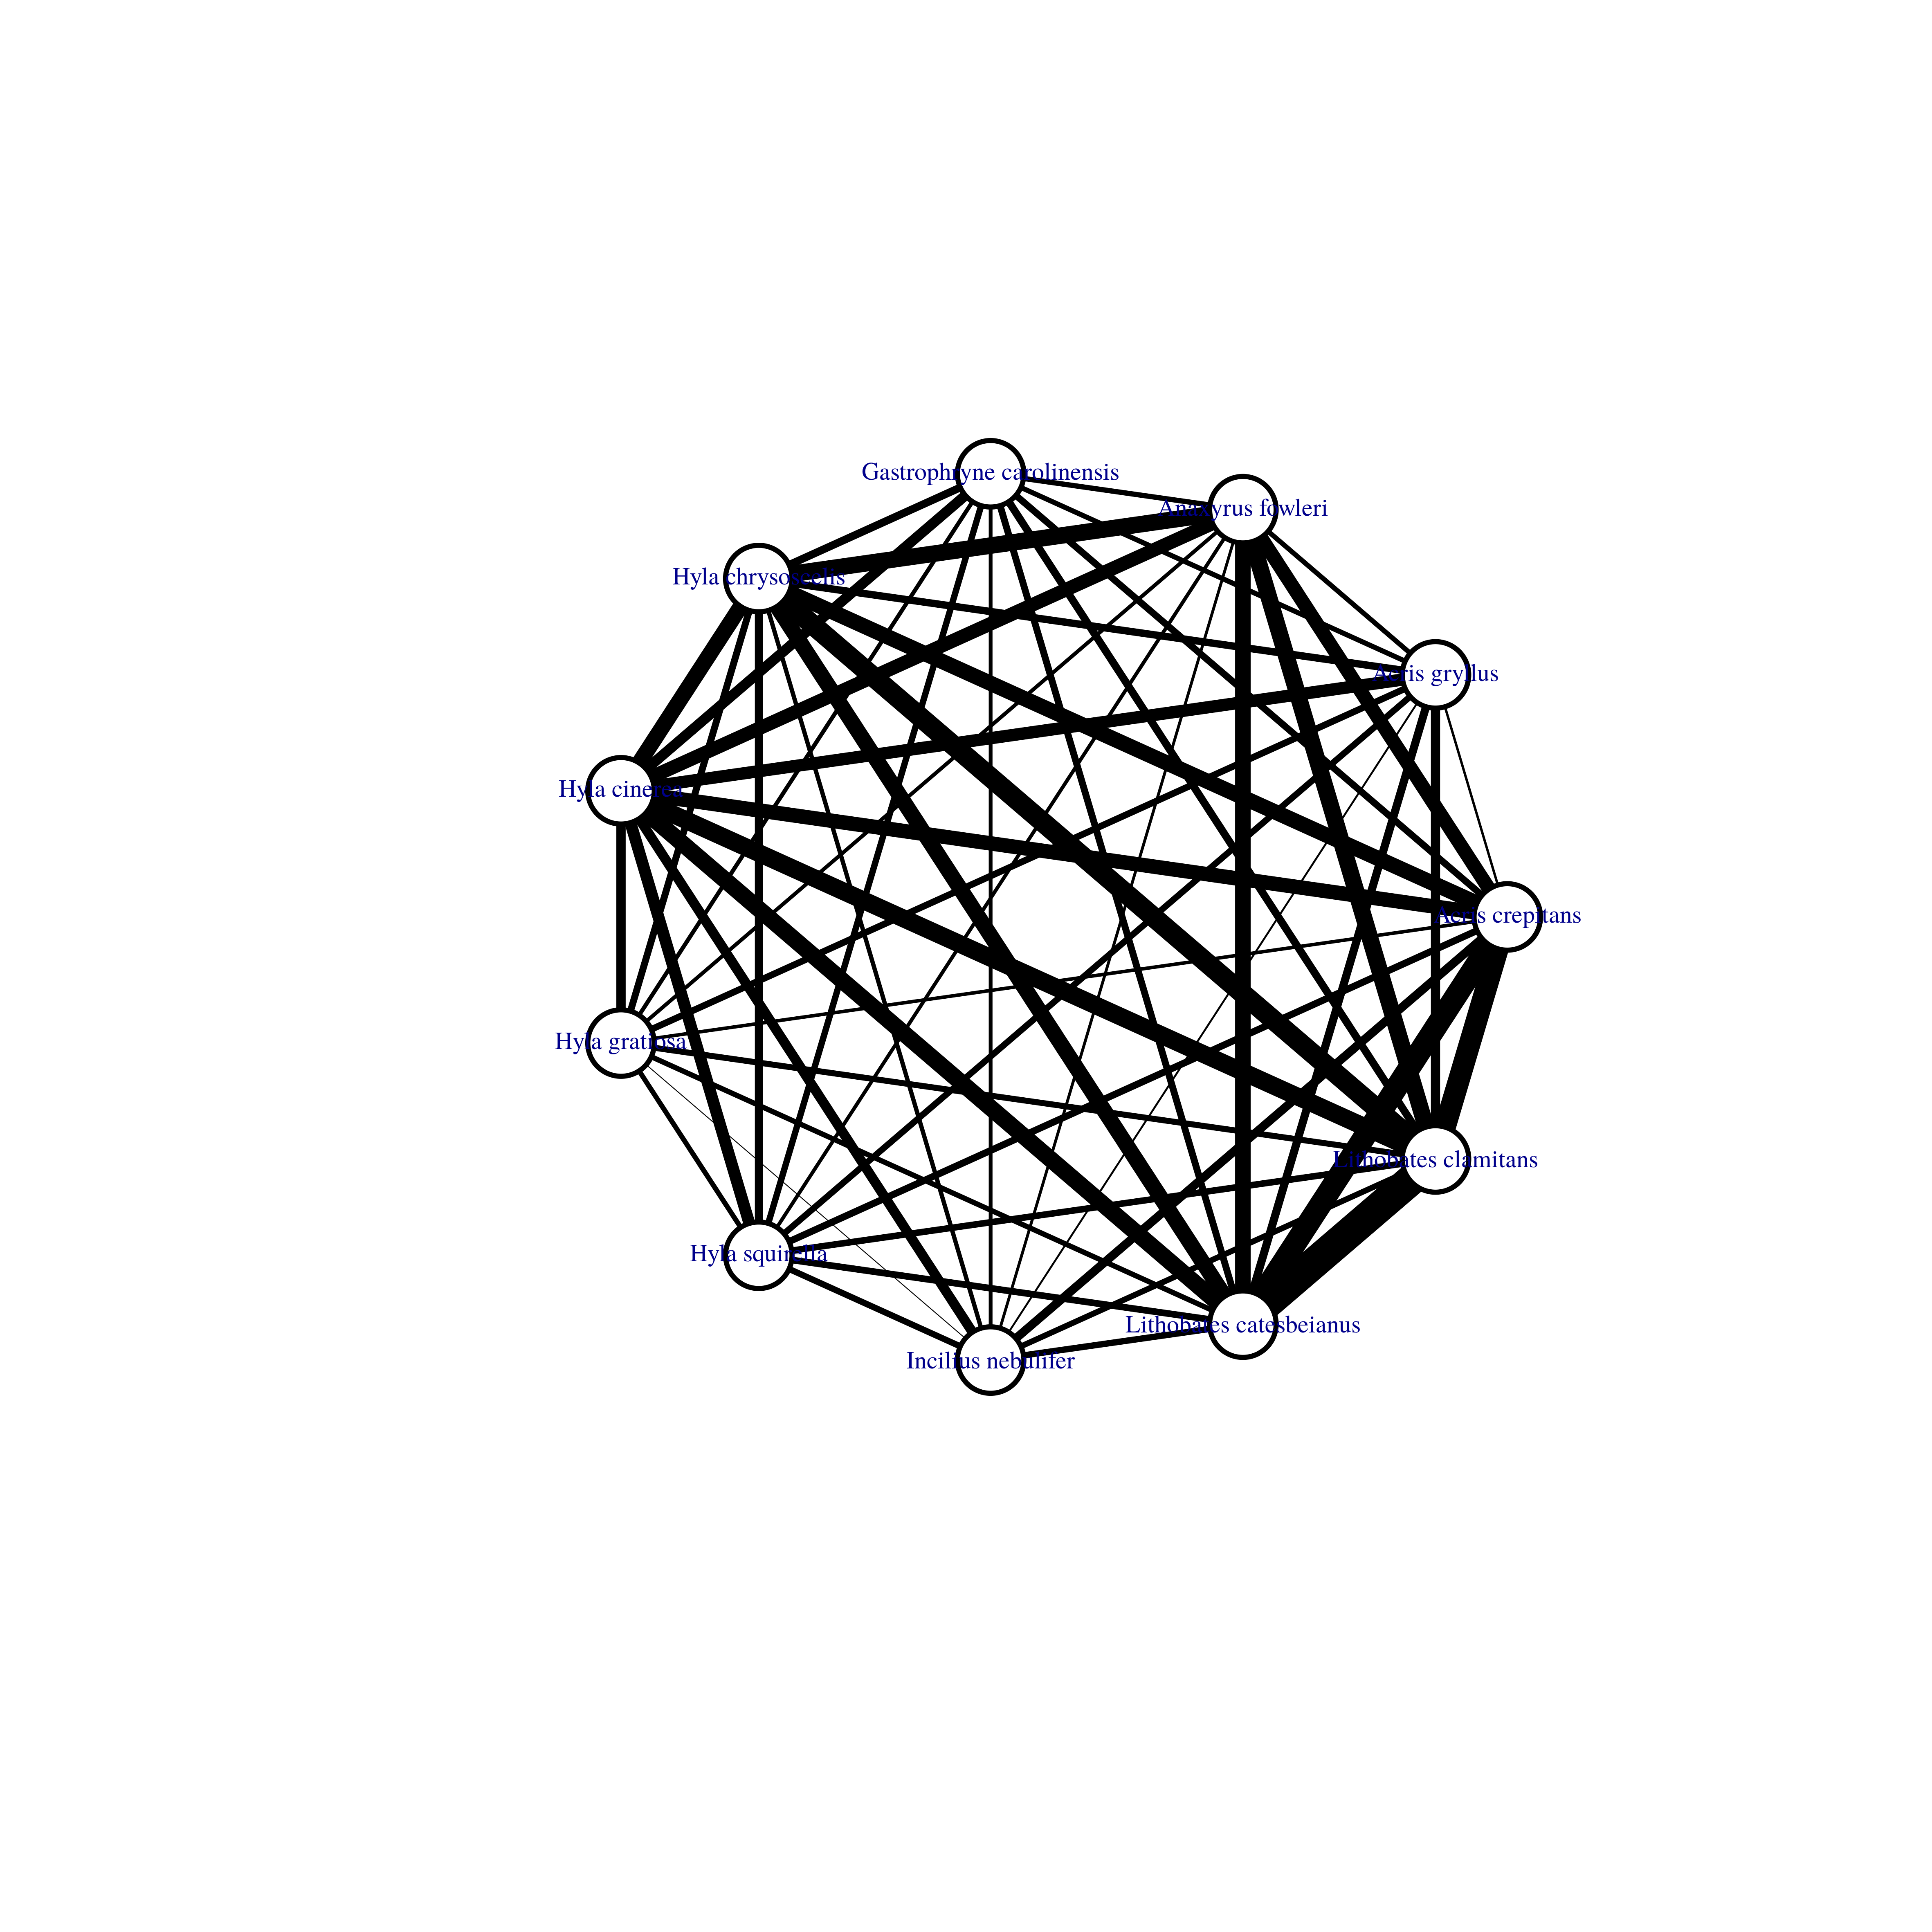 Gastrophryne carolinensis
Anaxyrus fowleri
Hyla chrysoscelis
Acris gryllus
Hyla cinerea
Acris crepitans
Hyla gratiosa
Lithobates clamitans
Hyla squirella
Lithobates catesbeianus
Incilius nebulifer